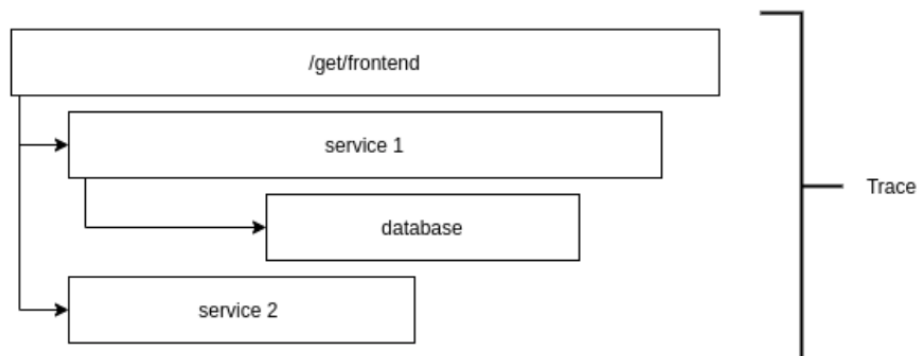 /get/frontend
service 1
Trace
database
service 2